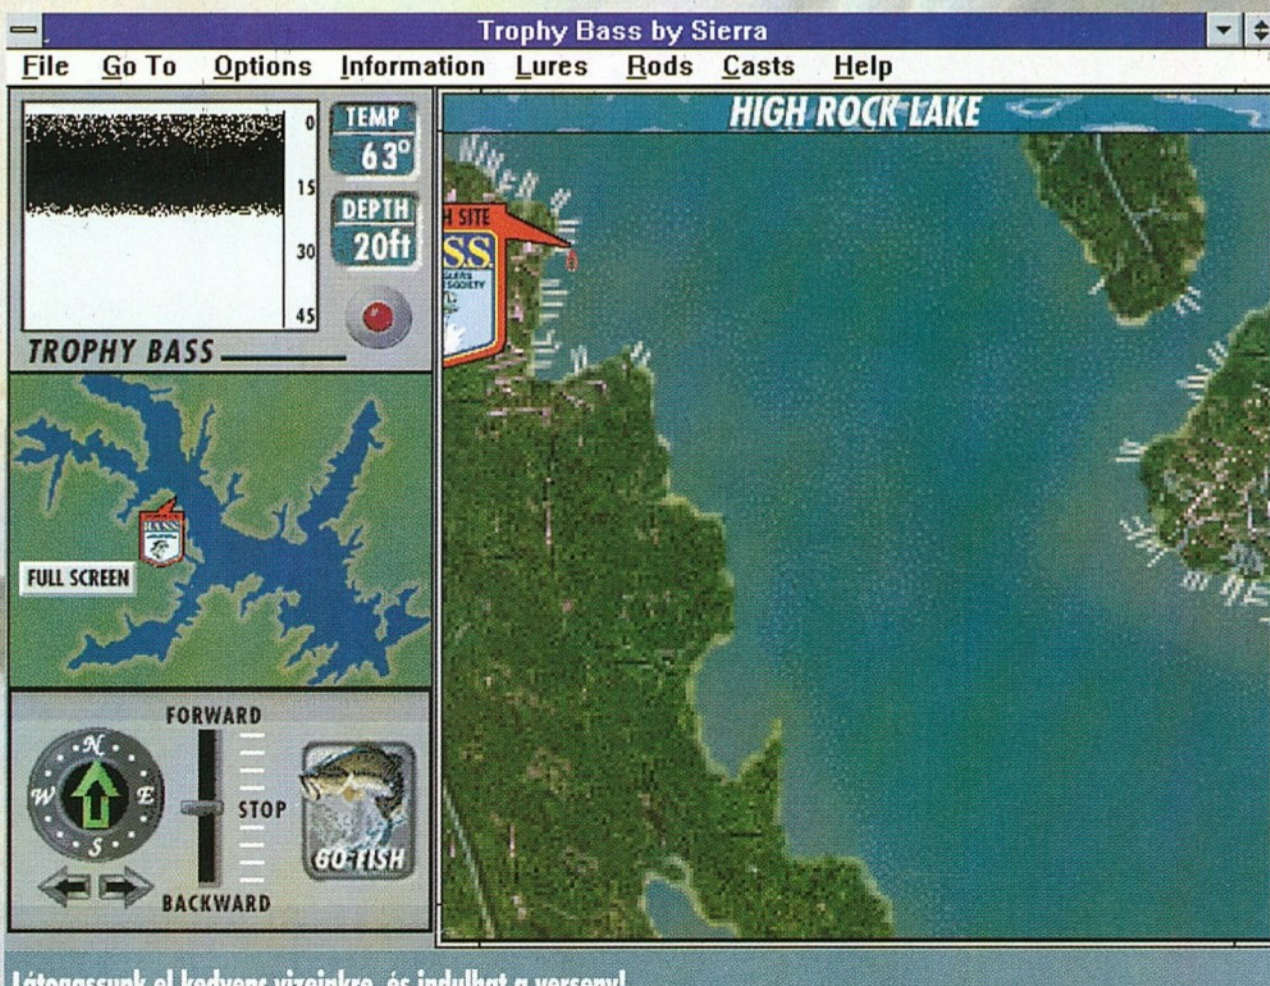 Trophy Bass by Sierra
File Go To Options Information Lures Rods Casts Help
0
15
30
45
TEMP
63°
DEPTH
20ft
TROPHY BASS
HIGH ROCK LAKE
H SITE
S.S.
FULL SCREEN
FORWARD
STOP
BACKWARD
N
W
E
S
GO FISH
Látogassunk el kedvenc vizeinkre, és indulhat a verseny!